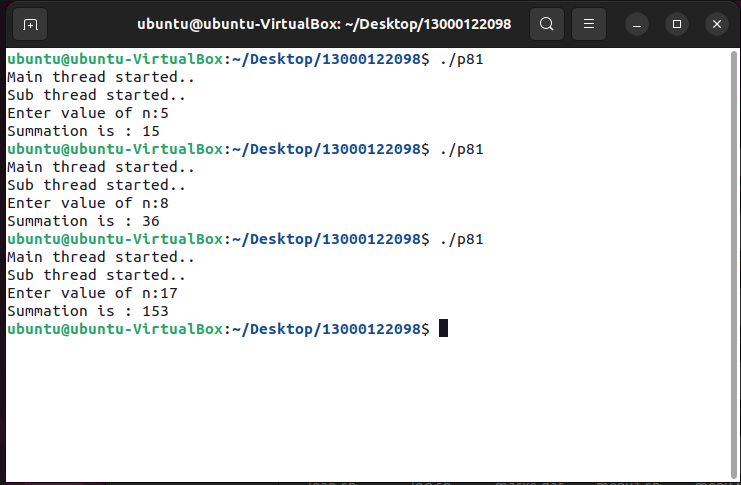 ubuntu@ubuntu-VirtualBox: ~/Desktop/13000122098
ubuntu@ubuntu-VirtualBox:~/Desktop/13000122098$ ./p81
Main thread started..
Sub thread started..
Enter value of n:5
Summation is : 15
ubuntu@ubuntu-VirtualBox:~/Desktop/13000122098$ ./p81
Main thread started..
Sub thread started..
Enter value of n:8
Summation is : 36
ubuntu@ubuntu-VirtualBox:~/Desktop/13000122098$ ./p81
Main thread started..
Sub thread started..
Enter value of n:17
Summation is : 153
ubuntu@ubuntu-VirtualBox:~/Desktop/13000122098$